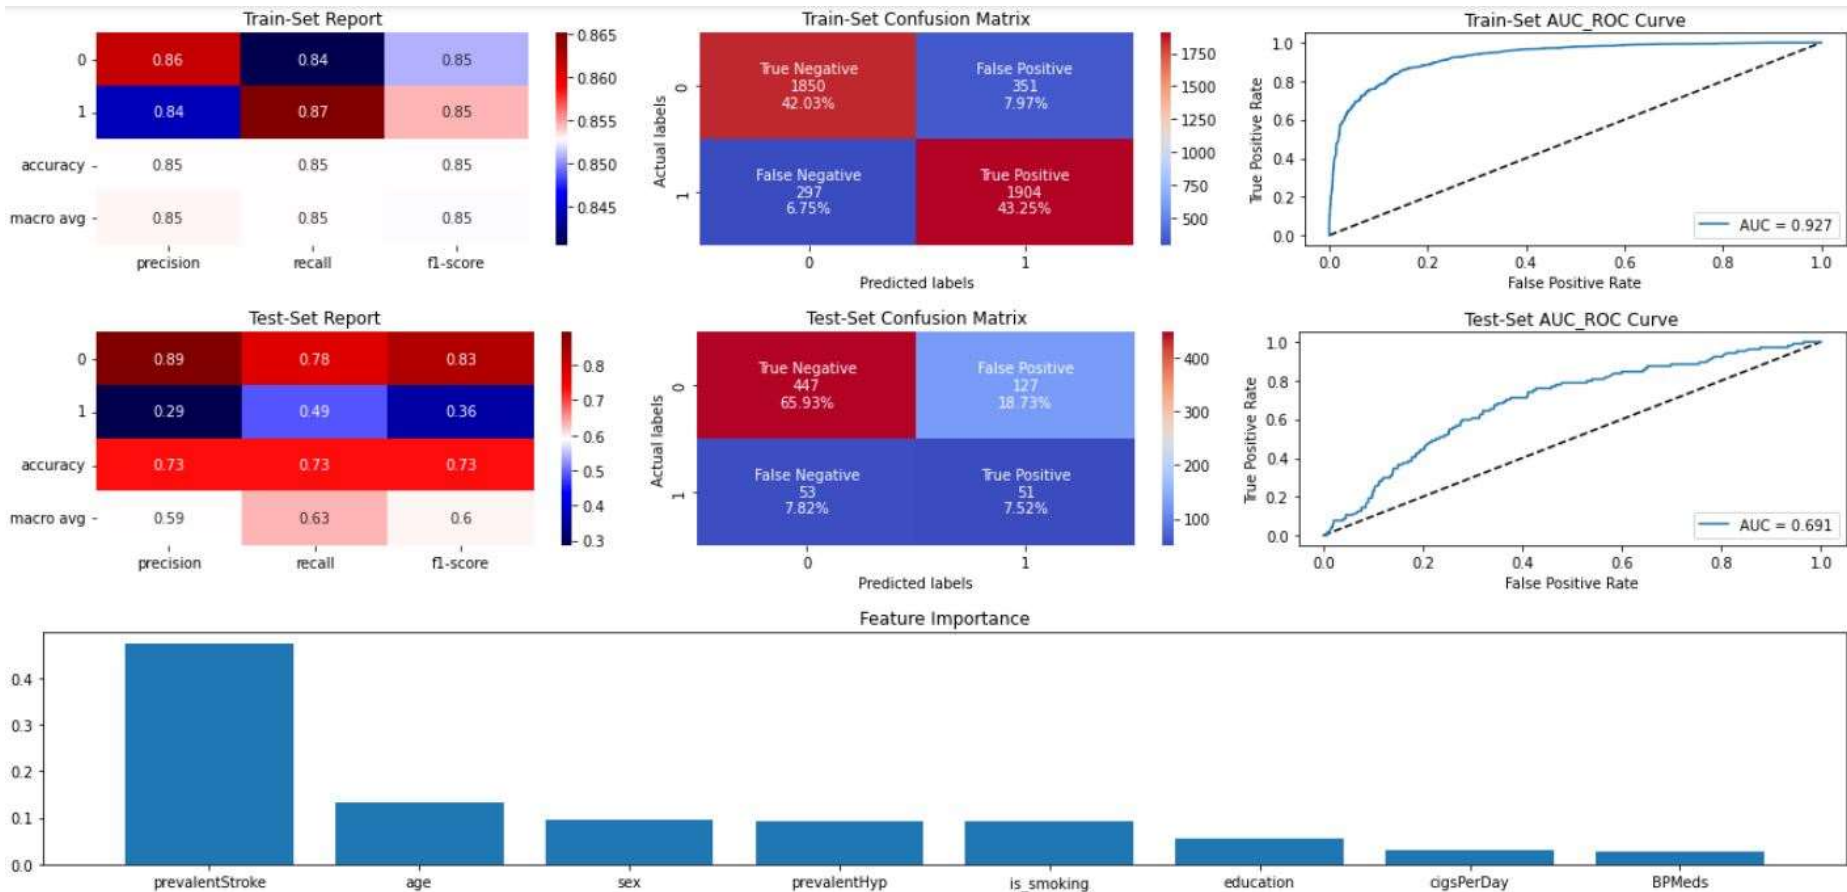 Train-Set Report
0
0.86
0.84
0.85
1
0.84
0.87
0.85
accuracy
0.85
0.85
0.85
macro avg
0.85
0.85
0.85
precision
recall
f1-score
0.865
0.860
0.855
0.850
0.845
Train-Set Confusion Matrix
Actual labels
0
True Negative
1850
42.03%
False Positive
351
7.97%
1
False Negative
297
6.75%
True Positive
1904
43.25%
0
1
Predicted labels
1750
1500
1250
1000
750
500
Train-Set AUC_ROC Curve
True Positive Rate
1.0
0.8
0.6
0.4
0.2
0.0
AUC = 0.927
0.0
0.2
0.4
0.6
0.8
1.0
False Positive Rate
Test-Set Report
0
0.89
0.78
0.83
1
0.29
0.49
0.36
accuracy
0.73
0.73
0.73
macro avg
0.59
0.63
0.6
precision
recall
f1-score
0.8
0.7
0.6
0.5
0.4
0.3
Test-Set Confusion Matrix
Actual labels
0
True Negative
447
65.93%
False Positive
127
18.73%
1
False Negative
53
7.82%
True Positive
51
7.52%
0
1
Predicted labels
400
300
200
100
Test-Set AUC_ROC Curve
True Positive Rate
1.0
0.8
0.6
0.4
0.2
0.0
AUC = 0.691
0.0
0.2
0.4
0.6
0.8
1.0
False Positive Rate
Feature Importance
0.4
0.3
0.2
0.1
0.0
prevalentStroke
age
sex
prevalentHyp
is_smoking
education
cigsPerDay
BPMeds